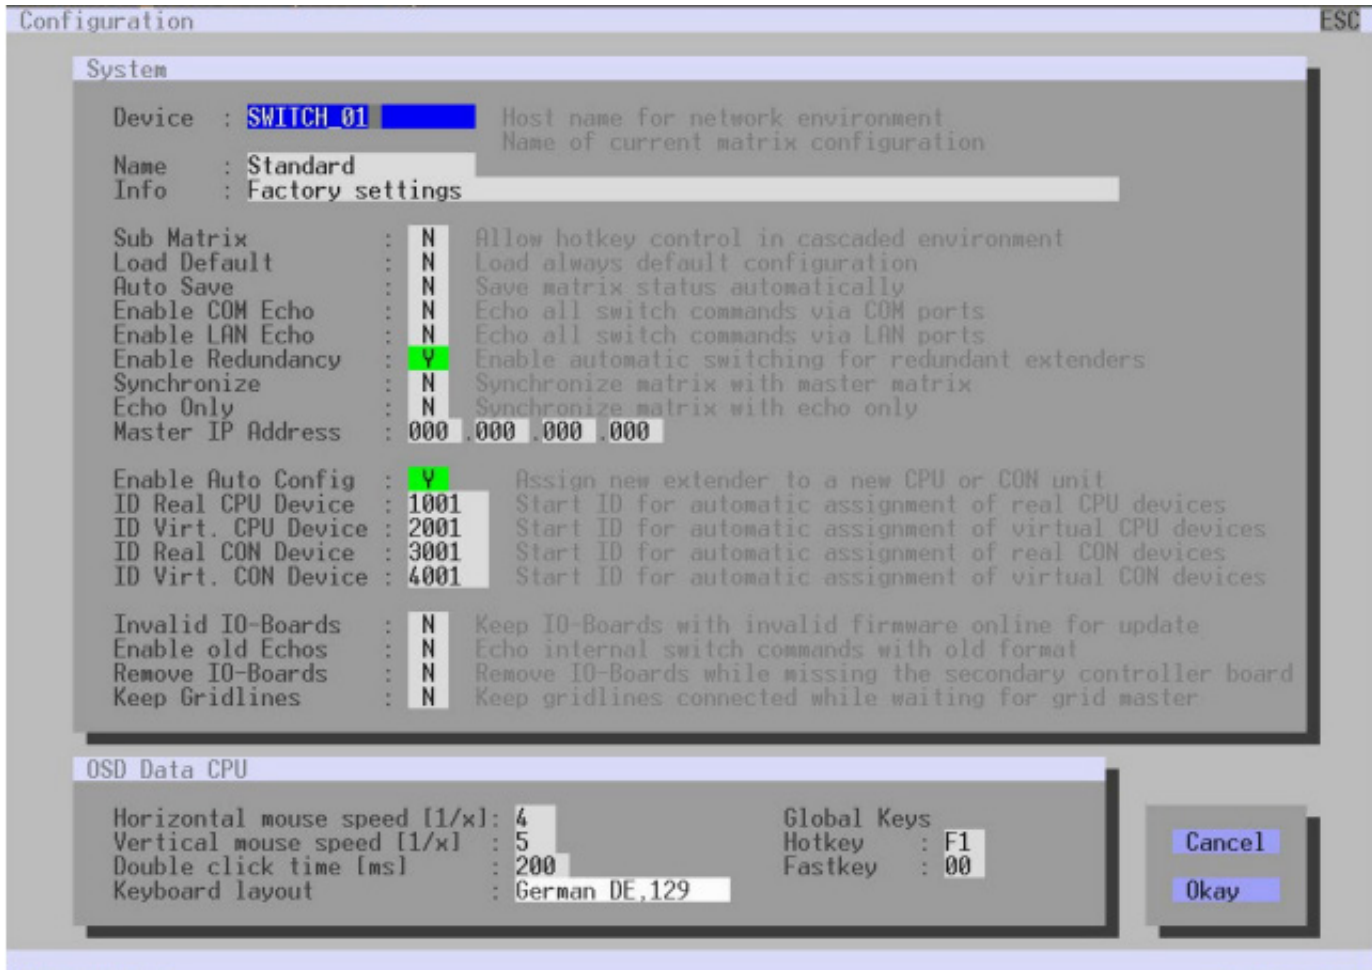 Configuration ESC
System
Device : SWITCH_01 Host name for network environment
Name of current matrix configuration
Name : Standard
Info : Factory settings
Sub Matrix : N Allow hotkey control in cascaded environment
Load Default : N Load always default configuration
Auto Save : N Save matrix status automatically
Enable COM Echo : N Echo all switch commands via COM ports
Enable LAN Echo : N Echo all switch commands via LAN ports
Enable Redundancy : Y Enable automatic switching for redundant extenders
Synchronize : N Synchronize matrix with master matrix
Echo Only : N Synchronize matrix with echo only
Master IP Address : 000 .000 .000 .000
Enable Auto Config : Y Assign new extender to a new CPU or CON unit
ID Real CPU Device : 1001 Start ID for automatic assignment of real CPU devices
ID Virt. CPU Device : 2001 Start ID for automatic assignment of virtual CPU devices
ID Real CON Device : 3001 Start ID for automatic assignment of real CON devices
ID Virt. CON Device : 4001 Start ID for automatic assignment of virtual CON devices
Invalid IO-Boards : N Keep IO-Boards with invalid firmware online for update
Enable old Echos : N Echo internal switch commands with old format
Remove IO-Boards : N Remove IO-Boards while missing the secondary controller board
Keep Gridlines : N Keep gridlines connected while waiting for grid master
OSD Data CPU
Horizontal mouse speed [1/x]: 4 Global Keys
Vertical mouse speed [1/x] : 5 Hotkey : F1
Double click time [ms] : 200 Fastkey : 00
Keyboard layout : German DE,129
Cancel
Okay